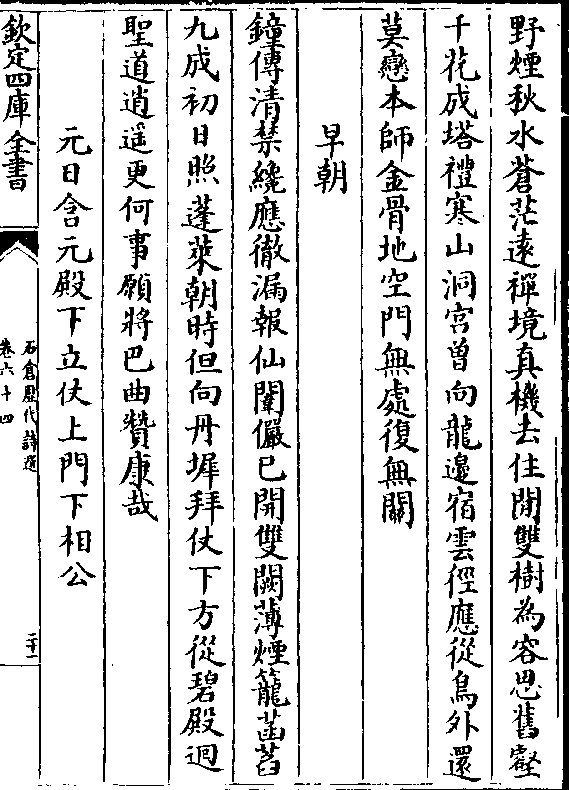 野煙秋水蒼茫遠禪境真機去住閒雙樹為容思舊壑
千花成塔禮寒山洞宮曾向龍邊宿雲徑應從鳥外還
莫戀本師金骨地空門無處復無關
早朝
鐘傳清禁纔應徹漏報仙闈儼已開雙闕薄煙籠菡萏
九成初日照蓬萊朝時但向丹墀拜仗下方從碧殿迴
聖道逍遥更何事願將巴曲贊康哉
元日含元殿下立仗上門下相公
欽定四庫全書
石倉歷代詩選
卷六十四
二十一